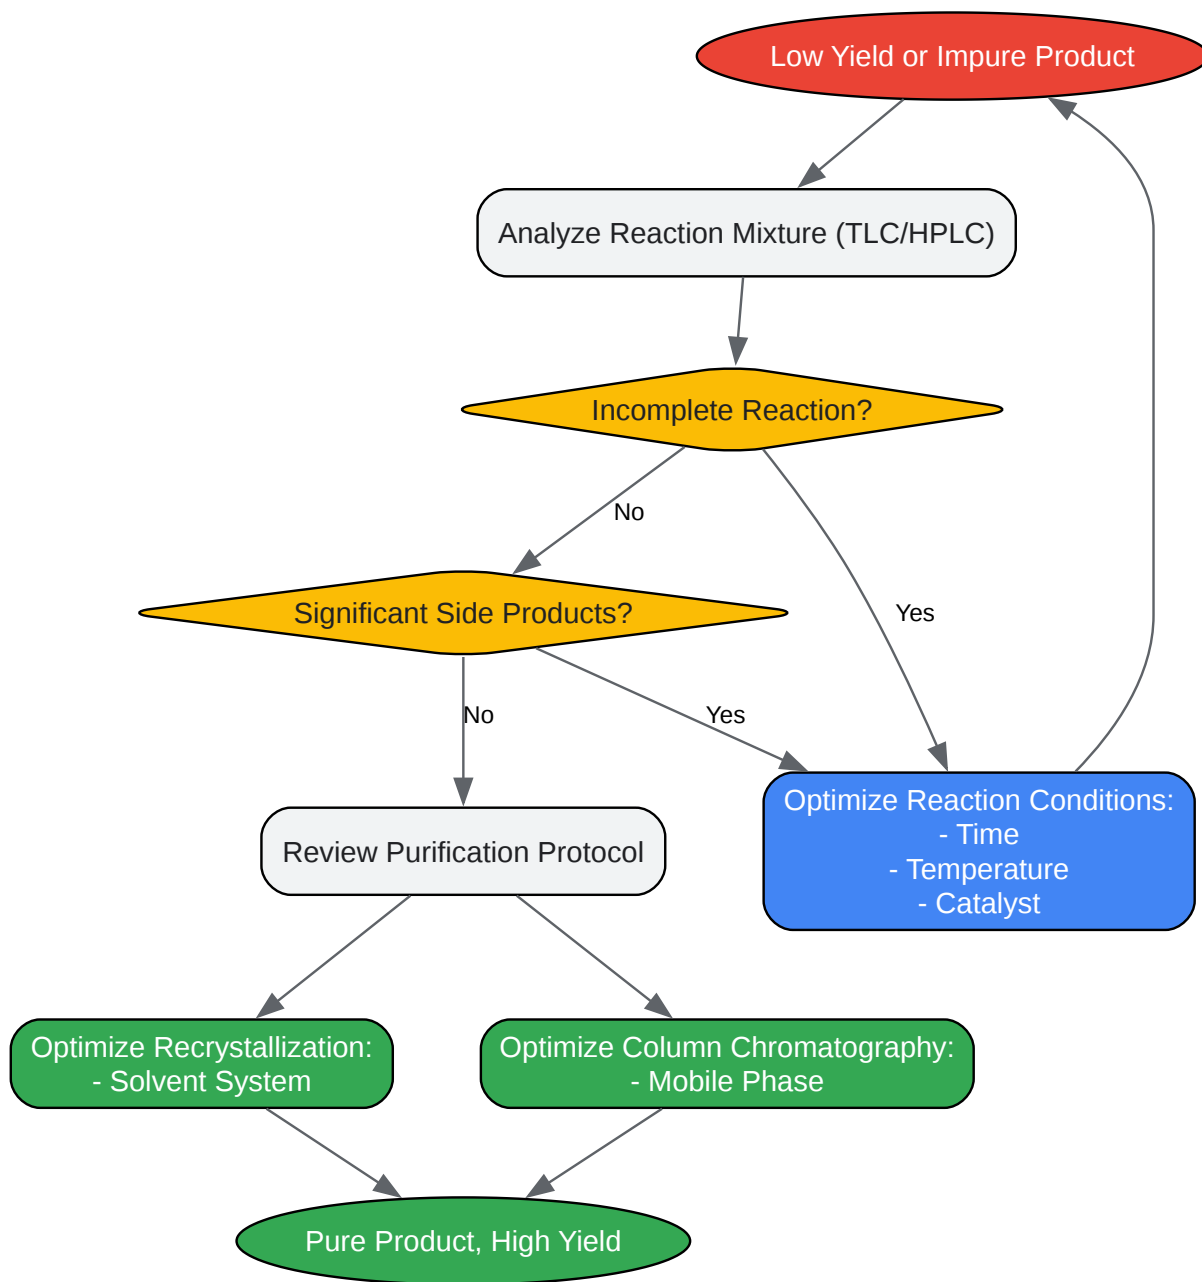 Low Yield or Impure Product
Analyze Reaction Mixture (TLC/HPLC)
Incomplete Reaction?
No
Yes
Significant Side Products?
No
Yes
Optimize Reaction Conditions:
- Time
- Temperature
- Catalyst
Review Purification Protocol
Optimize Recrystallization:
- Solvent System
Optimize Column Chromatography:
- Mobile Phase
Pure Product, High Yield